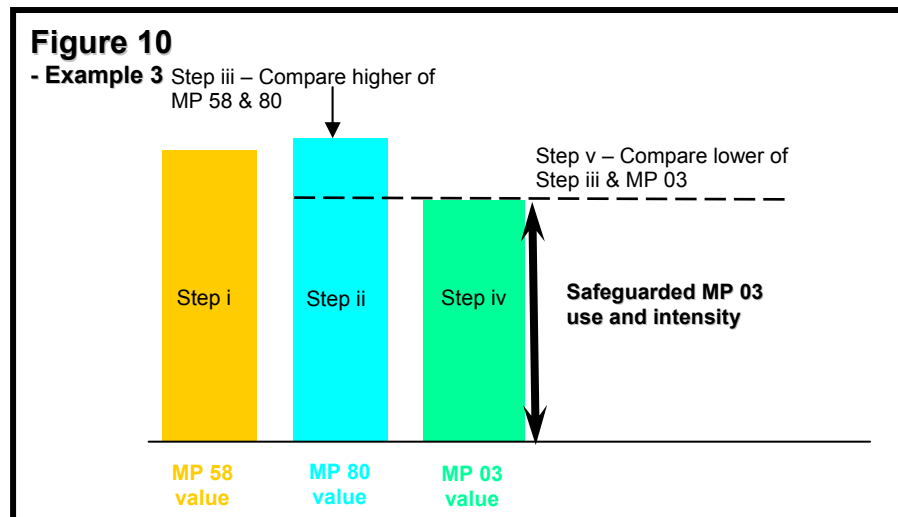 Figure 10
- Example 3
Step iii – Compare higher of
MP 58 & 80
Step v – Compare lower of
Step iii & MP 03
Step i
Step ii
Step iv
Safeguarded MP 03
use and intensity
MP 58
value
MP 80
value
MP 03
value